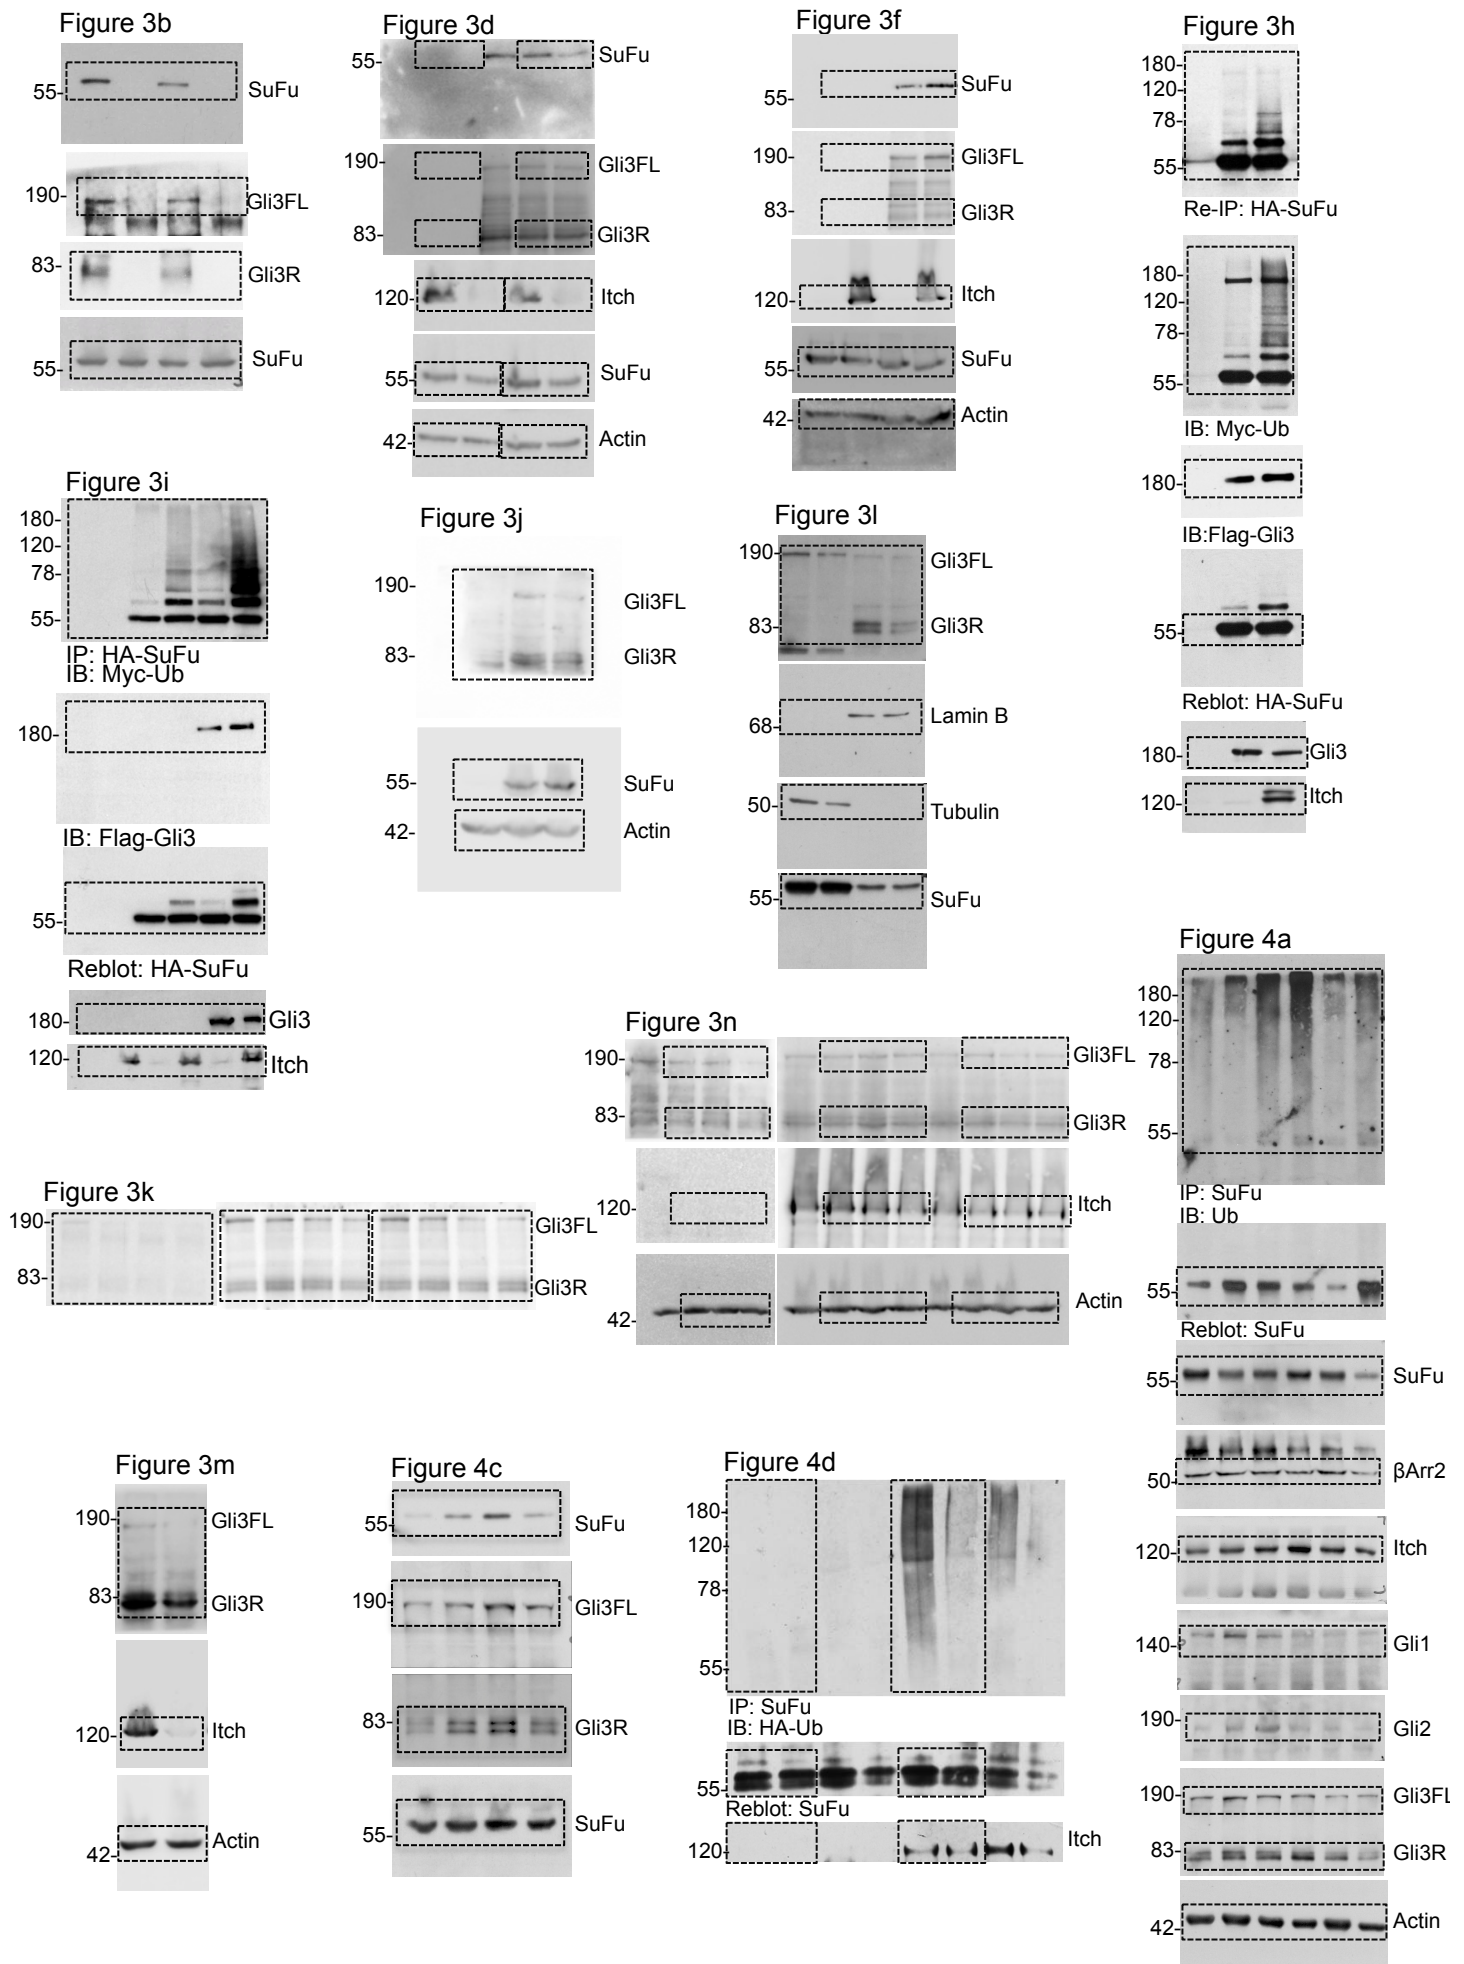 Figure 3b
55-
SuFu
190-
Gli3FL
83-
Gli3R
55-
SuFu
Figure 3d
55-
SuFu
190-
Gli3FL
83-
Gli3R
120-
Itch
55-
SuFu
42-
Actin
Figure 3f
55-
SuFu
190-
Gli3FL
83-
Gli3R
120-
Itch
55-
SuFu
42-
Actin
Figure 3h
180-
120-
78-
55-
Re-IP: HA-SuFu
180-
120-
78-
55-
IB: Myc-Ub
180-
IB:Flag-Gli3
55-
Reblot: HA-SuFu
180-
Gli3
120-
Itch
Figure 3i
180-
120-
78-
55-
IP: HA-SuFu
IB: Myc-Ub
180-
IB: Flag-Gli3
55-
Reblot: HA-SuFu
180-
Gli3
120-
Itch
Figure 3j
190-
Gli3FL
83-
Gli3R
55-
SuFu
42-
Actin
Figure 3l
190-
Gli3FL
83-
Gli3R
68-
Lamin B
50-
Tubulin
55-
SuFu
Figure 3n
190-
Gli3FL
83-
Gli3R
120-
Itch
42-
Actin
Figure 4a
180-
120-
78-
55-
IP: SuFu
IB: Ub
55-
Reblot: SuFu
55-
SuFu
50-
βArr2
120-
Itch
140-
Gli1
190-
Gli2
190-
Gli3FL
83-
Gli3R
42-
Actin
Figure 3k
190-
Gli3FL
83-
Gli3R
Figure 3m
190-
Gli3FL
83-
Gli3R
120-
Itch
42-
Actin
Figure 4c
55-
SuFu
190-
Gli3FL
83-
Gli3R
55-
SuFu
Figure 4d
180-
120-
78-
55-
IP: SuFu
IB: HA-Ub
55-
Reblot: SuFu
120-
Itch